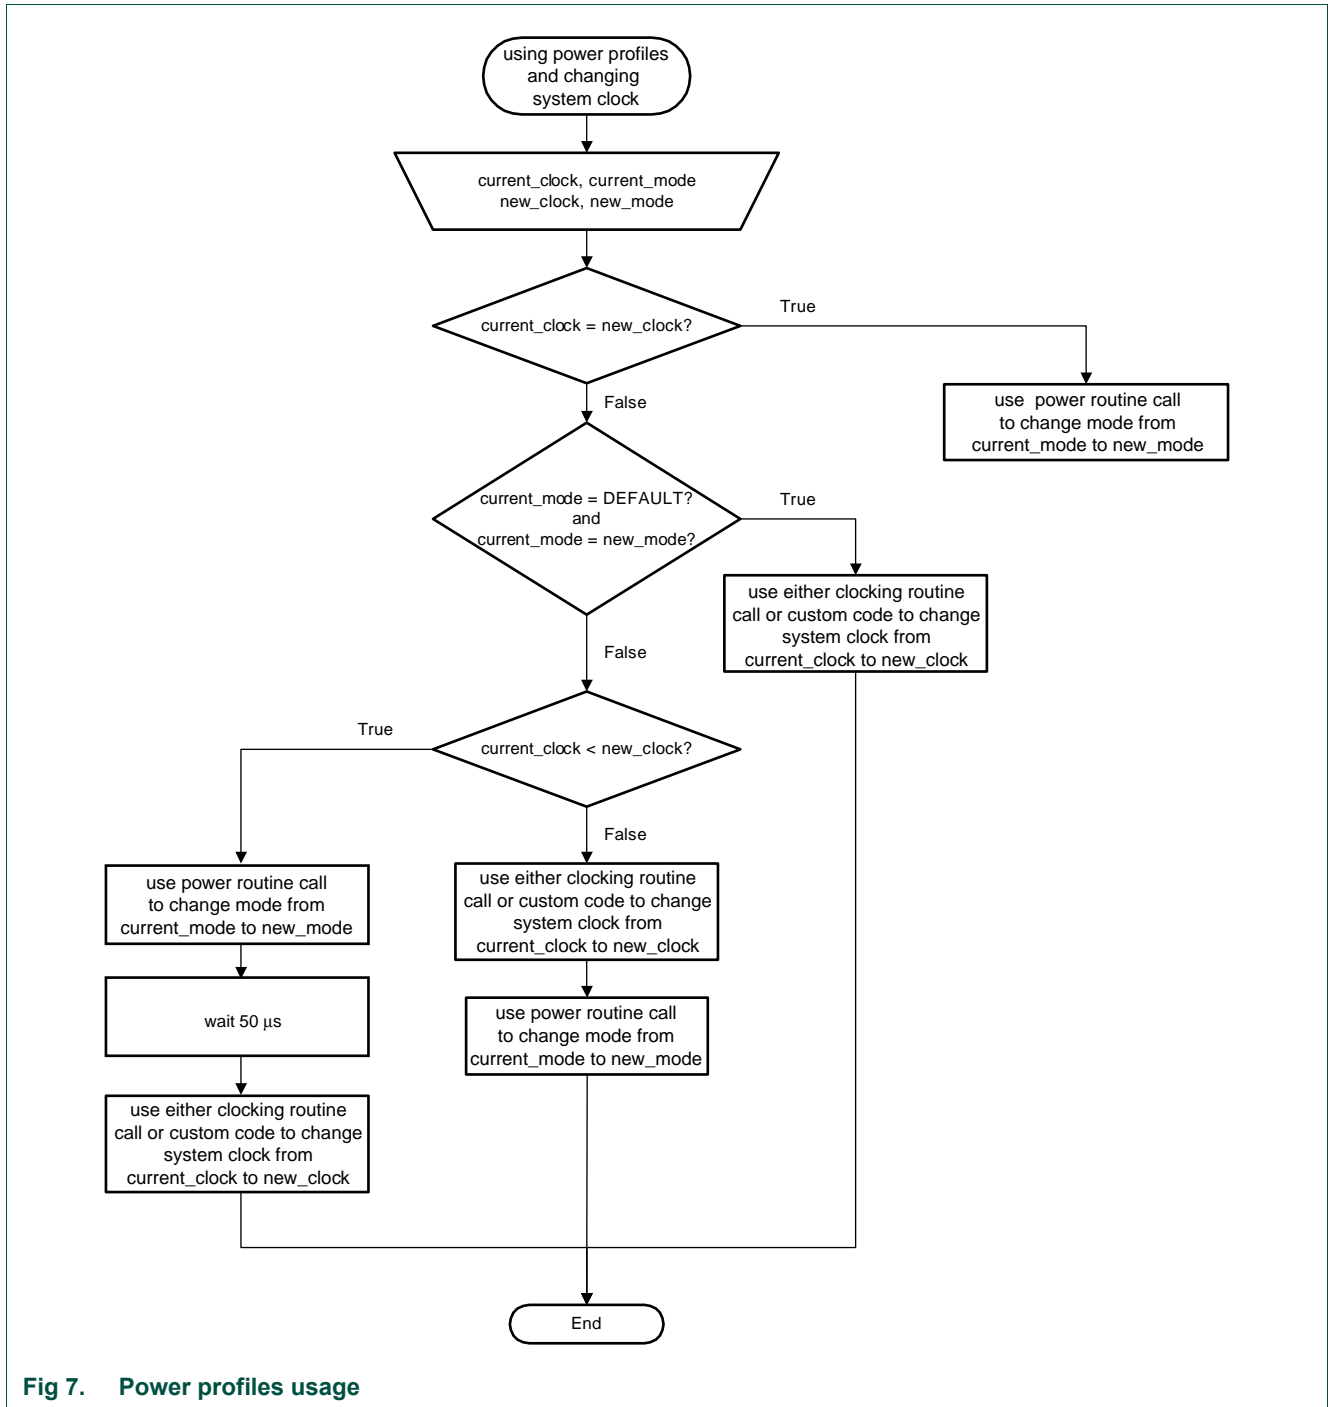 using power profiles
and changing
system clock
current_clock, current_mode
new_clock, new_mode
current_clock = new_clock?
True
False
use power routine call
to change mode from
current_mode to new_mode
current_mode = DEFAULT?
and
current_mode = new_mode?
True
False
use either clocking routine
call or custom code to change
system clock from
current_clock to new_clock
current_clock < new_clock?
True
False
use power routine call
to change mode from
current_mode to new_mode
wait 50 μs
use either clocking routine
call or custom code to change
system clock from
current_clock to new_clock
use either clocking routine
call or custom code to change
system clock from
current_clock to new_clock
use power routine call
to change mode from
current_mode to new_mode
End
Fig 7. Power profiles usage